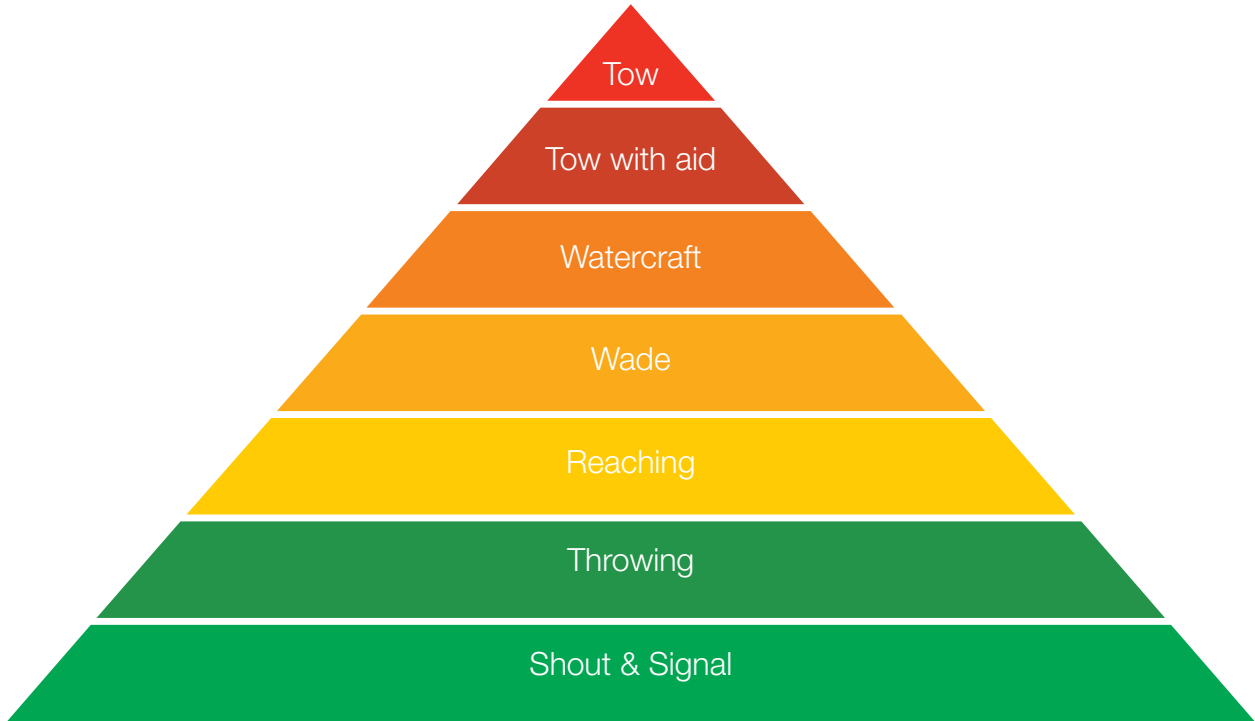 Tow
Tow with aid
Watercraft
Wade
Reaching
Throwing
Shout & Signal